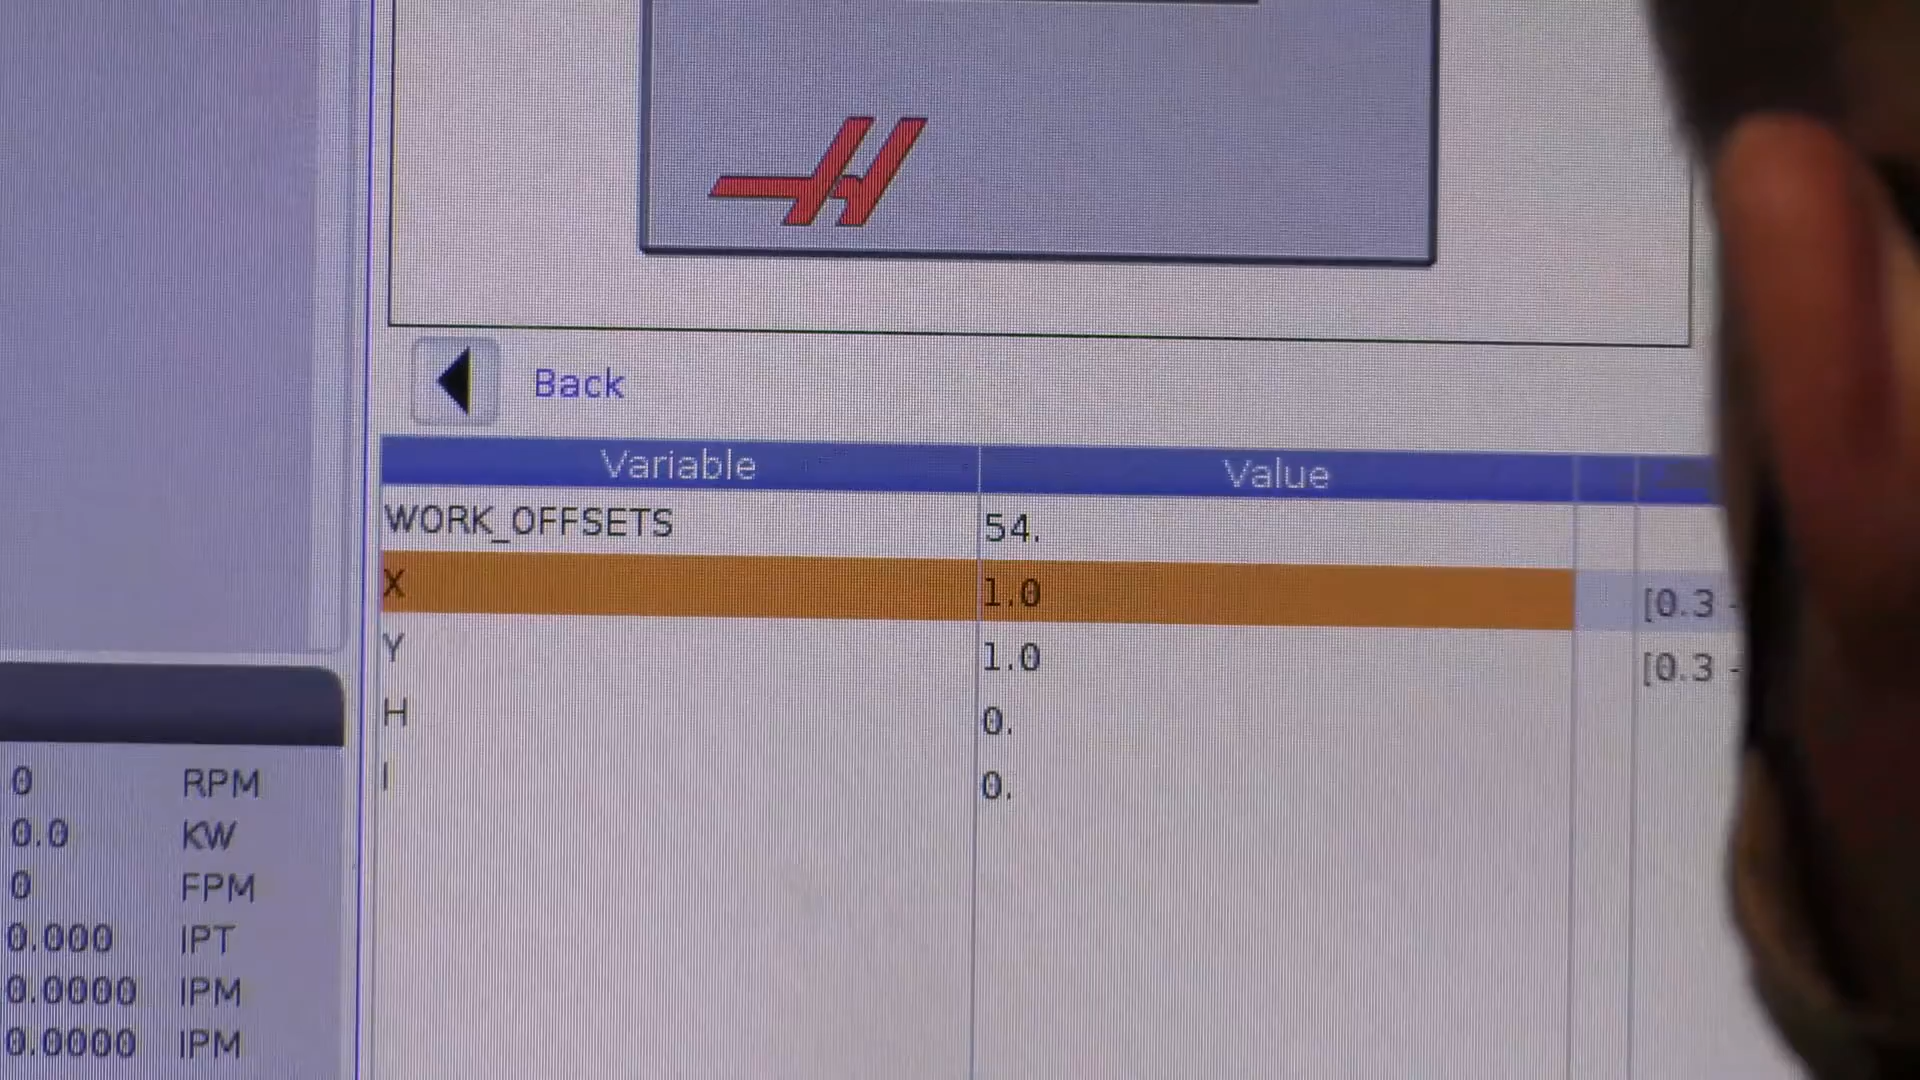 Back
Variable Value
WORK_OFFSETS 54.
X 1.0 [0.3 -
Y 1.0 [0.3 -
H 0.
I 0.
0 RPM
0.0 KW
0 FPM
0.000 IPT
0.0000 IPM
0.0000 IPM